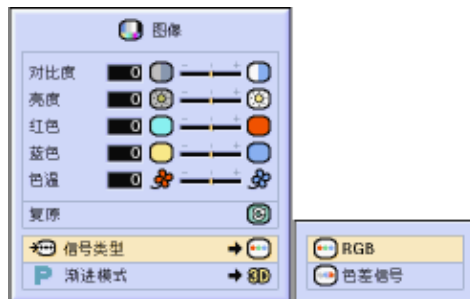 图像
对比度 0
亮度 0
红色 0
蓝色 0
色温 0
复原
信号类型
P 渐进模式 3D
RGB
色差信号